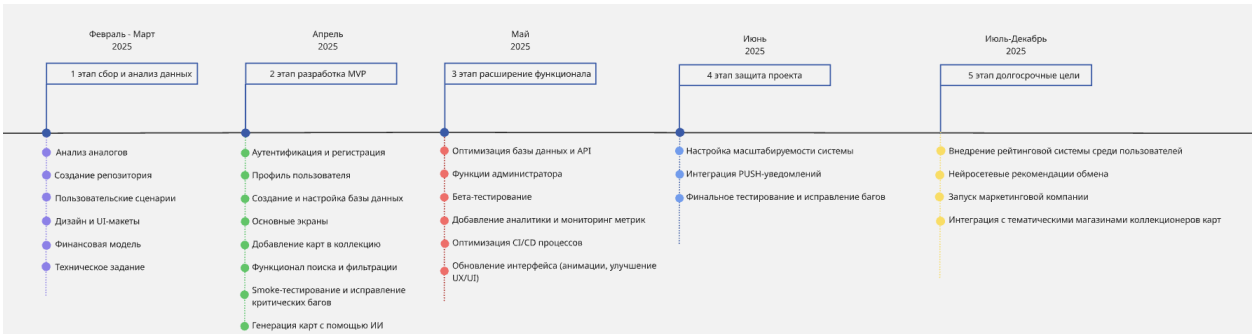 Февраль - Март
2025
1 этап сбор и анализ данных
Анализ аналогов
Создание репозитория
Пользовательские сценарии
Дизайн и UI-макеты
Финансовая модель
Техническое задание
Апрель
2025
2 этап разработка MVP
Аутентификация и регистрация
Профиль пользователя
Создание и настройка базы данных
Основные экраны
Добавление карт в коллекцию
Функционал поиска и фильтрации
Smoke-тестирование и исправление
критических багов
Генерация карт с помощью ИИ
Май
2025
3 этап расширение функционала
Оптимизация базы данных и API
Функции администратора
Бета-тестирование
Добавление аналитики и мониторинг метрик
Оптимизация CI/CD процессов
Обновление интерфейса (анимации, улучшение
UX/UI)
Июнь
2025
4 этап защита проекта
Настройка масштабируемости системы
Интеграция PUSH-уведомлений
Финальное тестирование и исправление багов
Июль-Декабрь
2025
5 этап долгосрочные цели
Внедрение рейтинговой системы среди пользователей
Нейросетевые рекомендации обмена
Запуск маркетинговой компании
Интеграция с тематическими магазинами коллекционеров карт